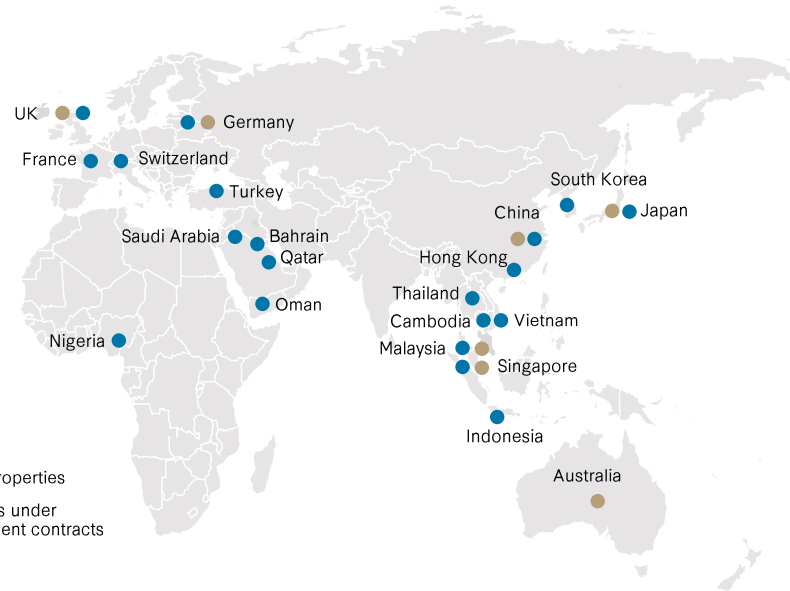 UK
Germany
France
Switzerland
Turkey
South Korea
China
Japan
Saudi Arabia
Bahrain
Hong Kong
Qatar
Thailand
Oman
Cambodia
Vietnam
Nigeria
Malaysia
Singapore
Indonesia
Australia
roperties
s under
ent contracts